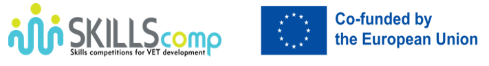 SKILLScomp
Skills competitions for VET development
Co-funded by
the European Union